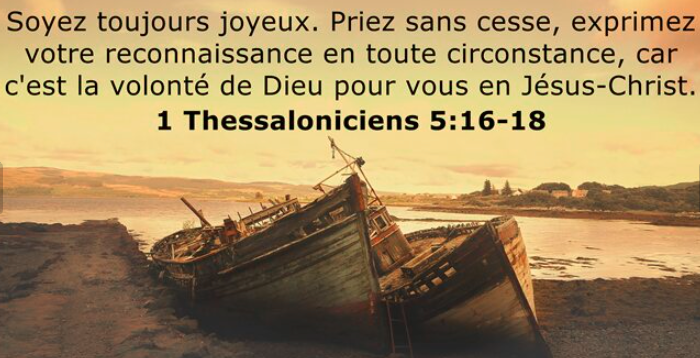 Soyez toujours joyeux. Priez sans cesse, exprimez
votre reconnaissance en toute circonstance, car
c'est la volonté de Dieu pour vous en Jésus-Christ.
1 Thessaloniciens 5:16-18